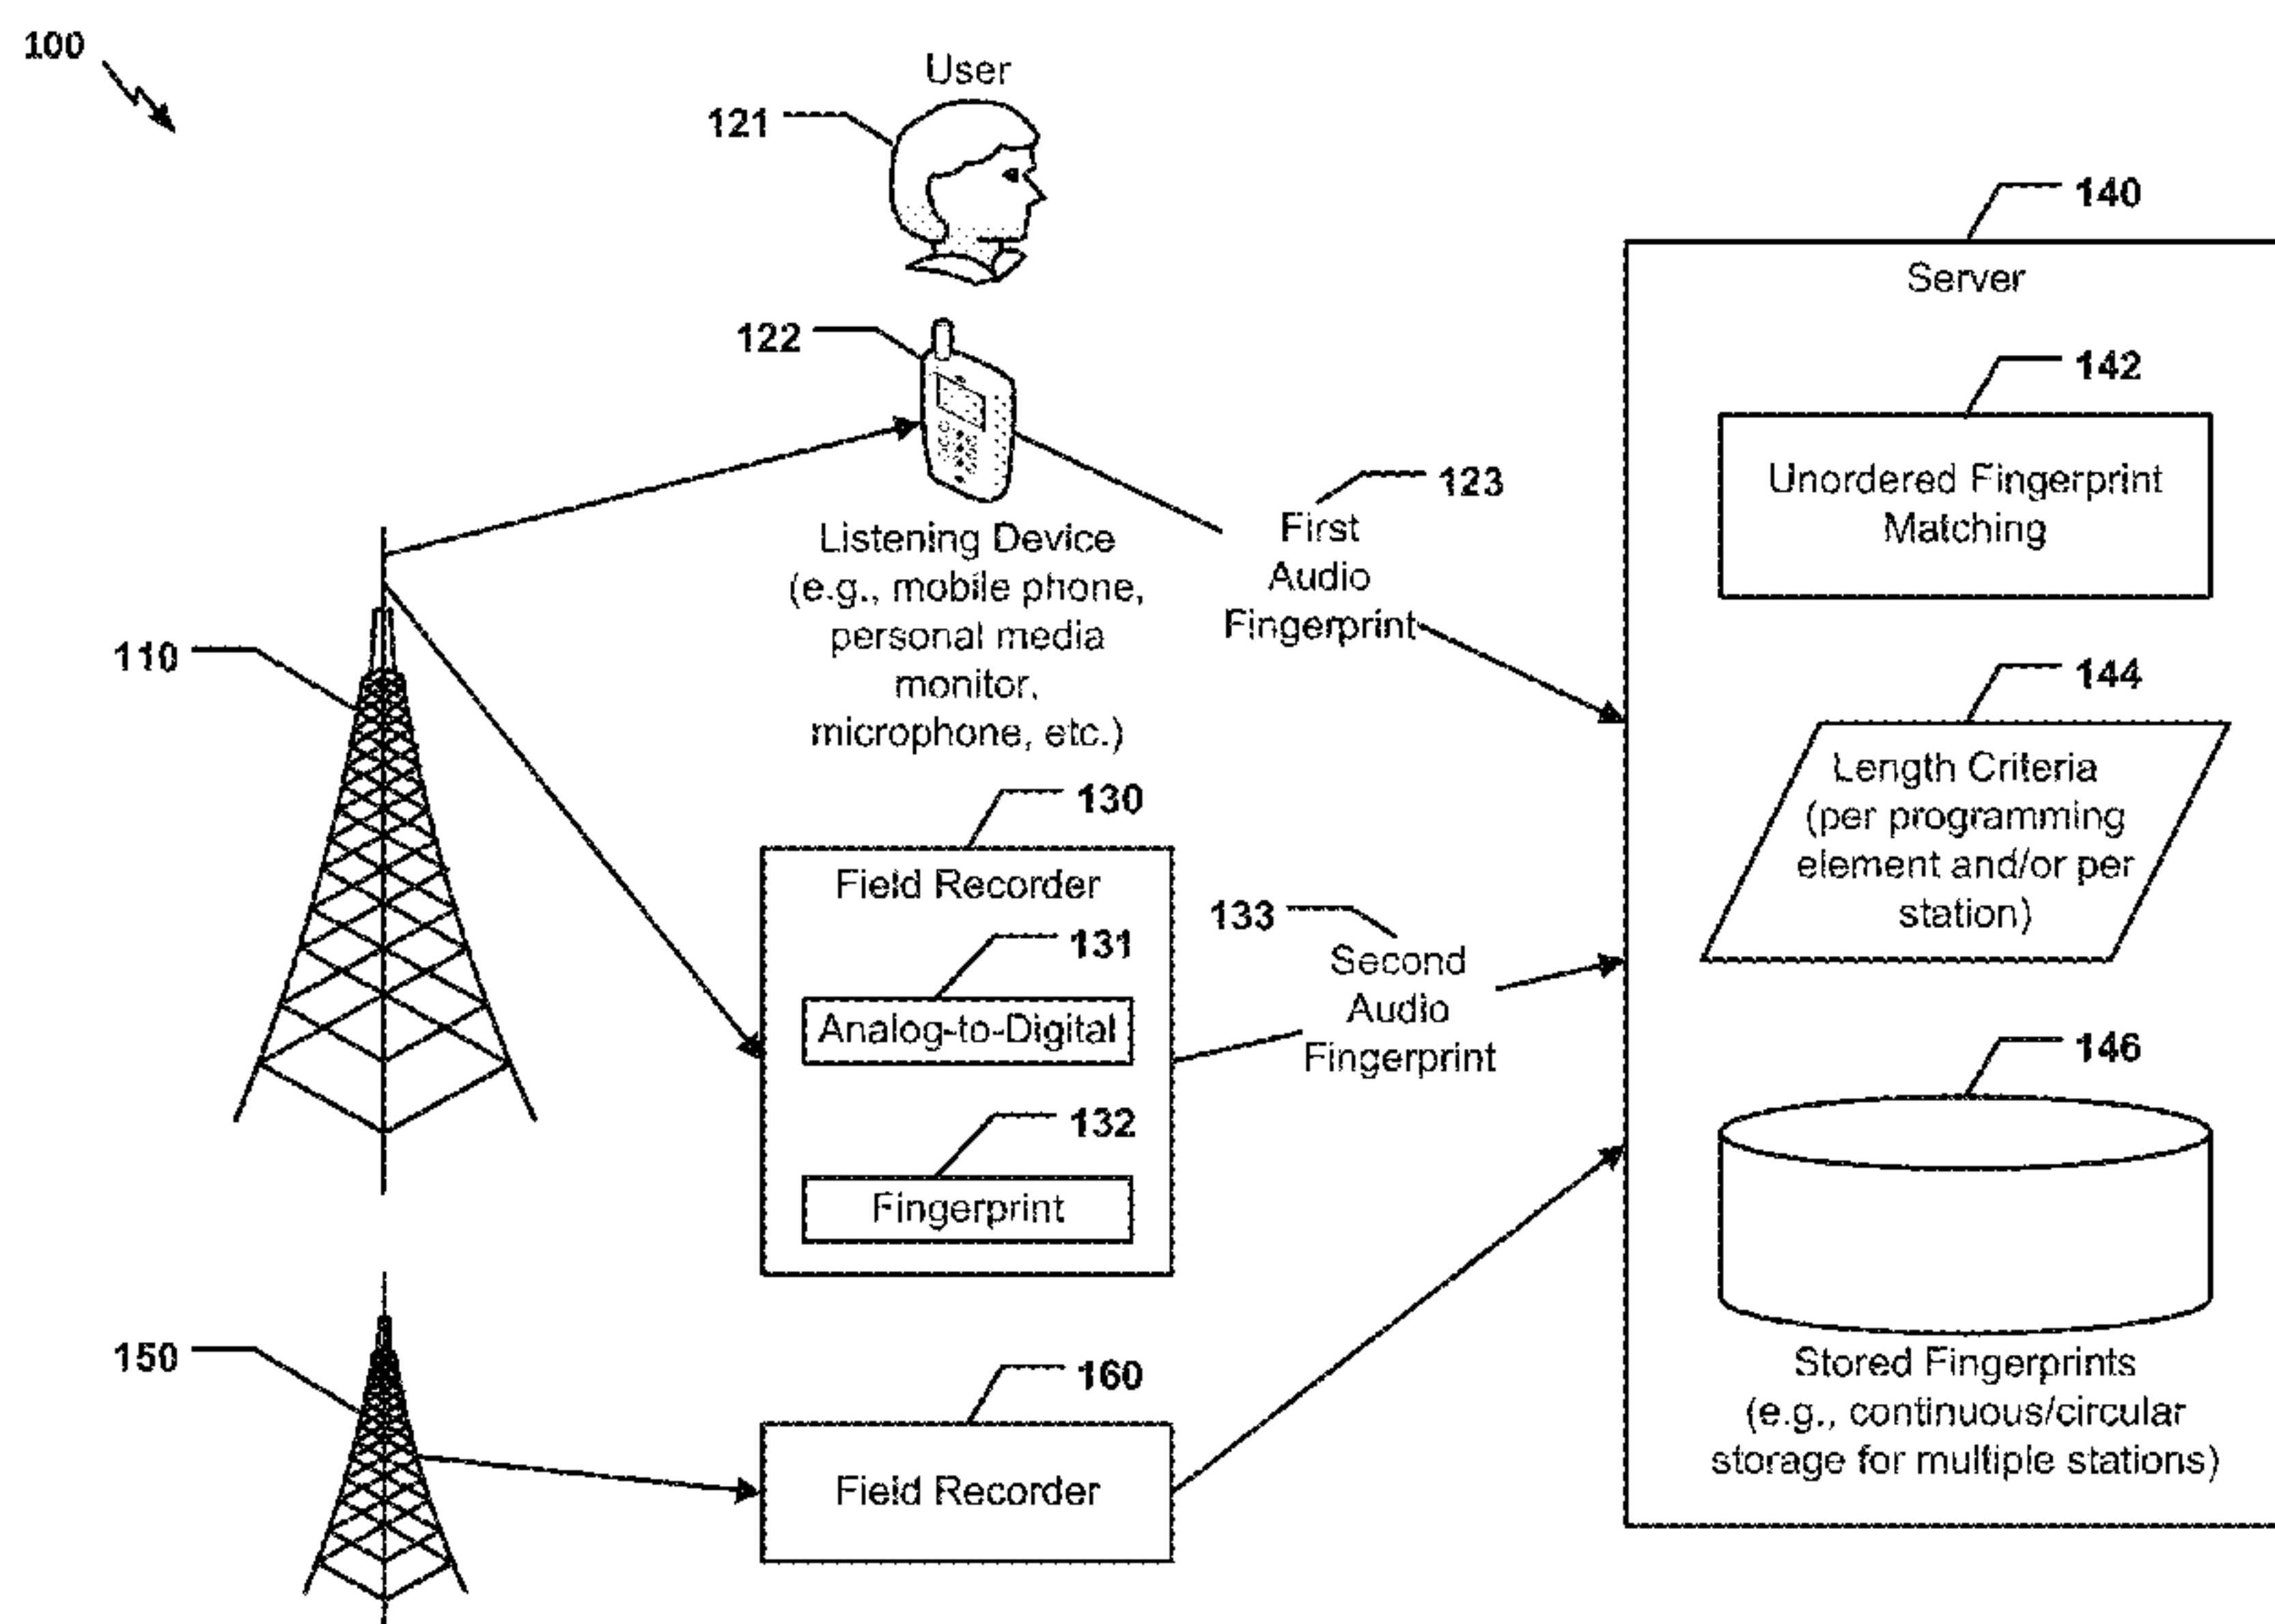 100
User
121
140
Server
122
142
Unordered Fingerprint
Matching
123
First
Audio
Fingerprint
Listening Device
(e.g., mobile phone,
personal media
monitor,
microphone, etc.)
110
144
Length Criteria
(per programming
element and/or per
station)
130
Field Recorder
131
Analog-to-Digital
132
Fingerprint
133
Second
Audio
Fingerprint
146
Stored Fingerprints
(e.g., continuous/circular
storage for multiple stations)
150
160
Field Recorder